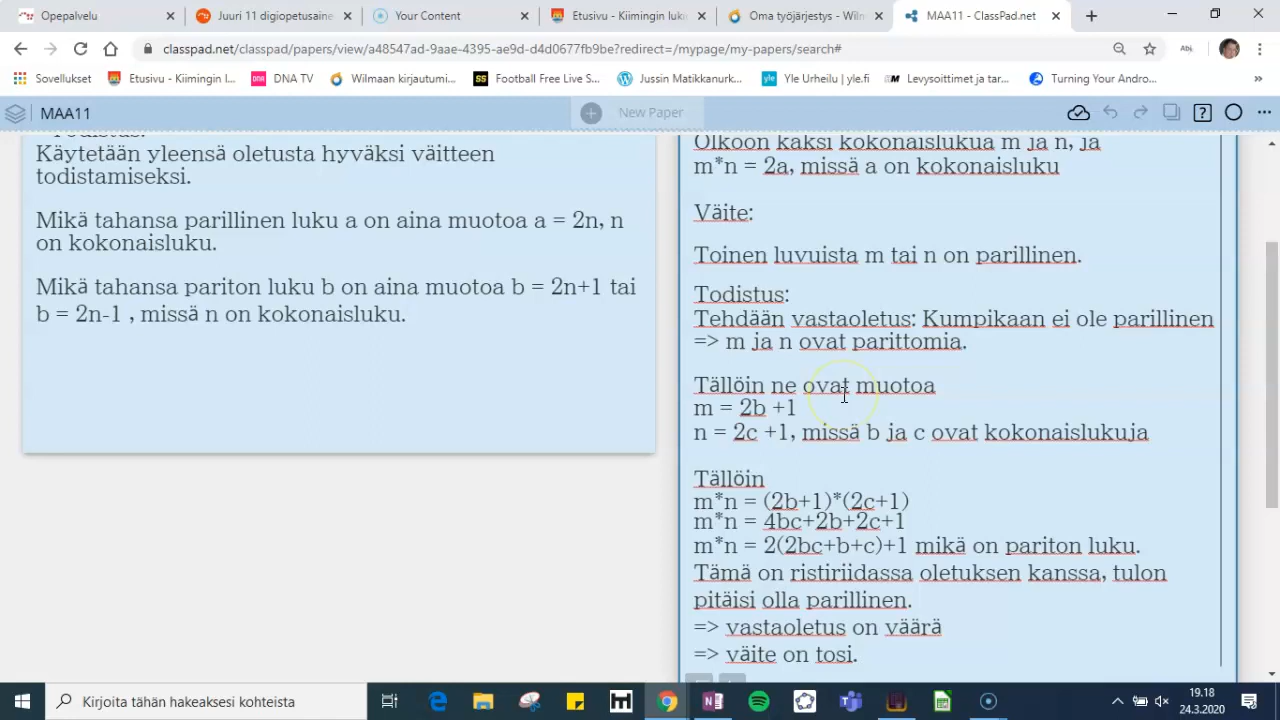 Opepalvelu
Juuri 11 digiopetusaine
Your Content
Etusivu - Kiimingin luko
Oma työjärjestys - Wilm
MAA11 - ClassPad.net
classpad.net/classpad/papers/view/a48547ad-9aae-4395-ae9d-d4d0677fb9be?redirect=/mypage/my-papers/search#
Sovellukset
Etusivu - Kiimingin l...
DNA TV
Wilmaan kirjautumi...
Football Free Live S...
Jussin Matikkanurk...
Yle Urheilu | yle.fi
Levysoittimet ja tar...
Turning Your Andro...
MAA11
New Paper
Todistus:
Käytetään yleensä oletusta hyväksi väitteen
todistamiseksi.
Mikä tahansa parillinen luku a on aina muotoa a = 2n, n
on kokonaisluku.
Mikä tahansa pariton luku b on aina muotoa b = 2n+1 tai
b = 2n-1 , missä n on kokonaisluku.
Olkoon kaksi kokonaislukua m ja n, ja
m*n = 2a, missä a on kokonaisluku
Väite:
Toinen luvuista m tai n on parillinen.
Todistus:
Tehdään vastaoletus: Kumpikaan ei ole parillinen
=> m ja n ovat parittomia.
Tällöin ne ovat muotoa
m = 2b +1
n = 2c +1, missä b ja c ovat kokonaislukuja
Tällöin
m*n = (2b+1)*(2c+1)
m*n = 4bc+2b+2c+1
m*n = 2(2bc+b+c)+1 mikä on pariton luku.
Tämä on ristiriidassa oletuksen kanssa, tulon
pitäisi olla parillinen.
=> vastaoletus on väärä
=> väite on tosi.
Kirjoita tähän hakeaksesi kohteista
19.18
24.3.2020